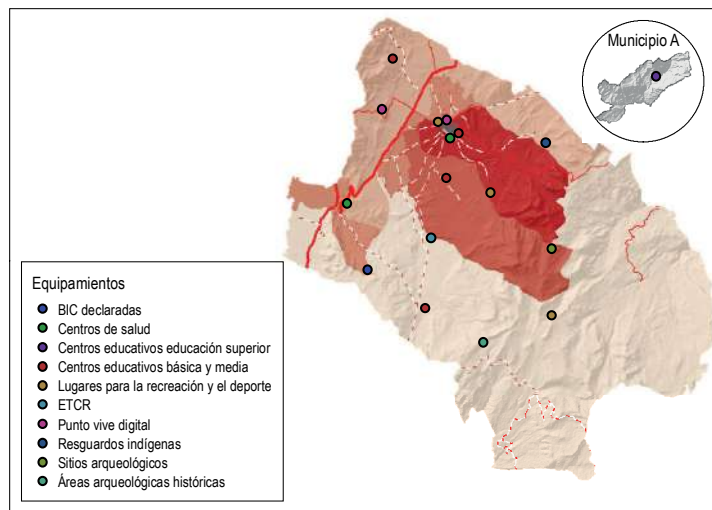 Municipio A
Equipamientos
BIC declaradas
Centros de salud
Centros educativos educación superior
Centros educativos básica y media
Lugares para la recreación y el deporte
ETCR
Punto vive digital
Resguardos indígenas
Sitios arqueológicos
Áreas arqueológicas históricas